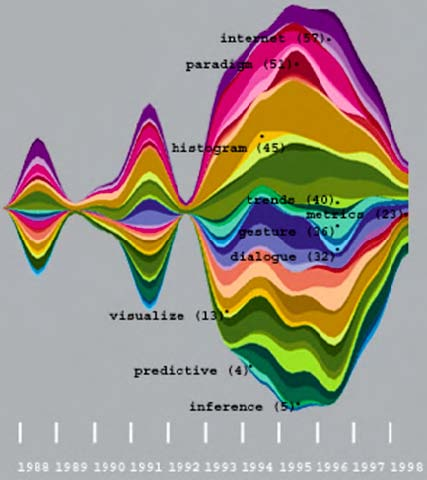 internet (57)
paradigm (51)
histogram (45)
trends (40)
metrics (23)
gesture (36)
dialogue (32)
visualize (13)
predictive (4)
inference (5)
1988 1989 1990 1991 1992 1993 1994 1995 1996 1997 1998